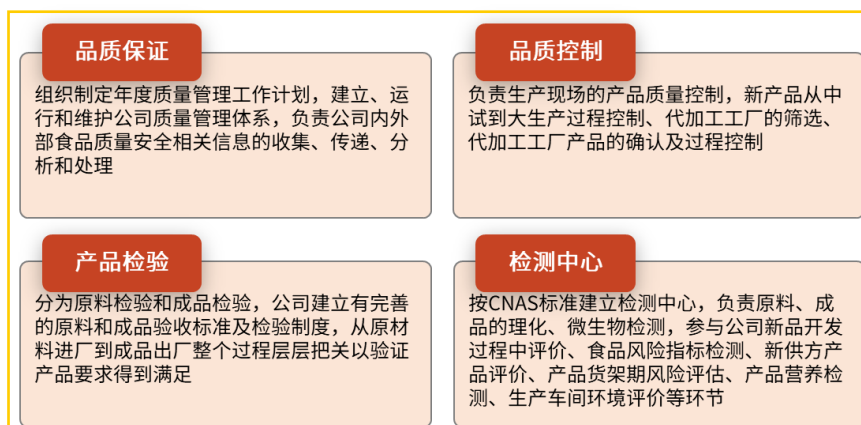 品质保证
组织制定年度质量管理工作计划，建立、运
行和维护公司质量管理体系，负责公司内外
部食品质量安全相关信息的收集、传递、分
析和处理
品质控制
负责生产现场的产品质量控制，新产品从中
试到大生产过程控制、代加工工厂的筛选、
代加工工厂产品的确认及过程控制
产品检验
分为原料检验和成品检验，公司建立有完善
的原料和成品验收标准及检验制度，从原材
料进厂到成品出厂整个过程层层把关以验证
产品要求得到满足
检测中心
按CNAS标准建立检测中心，负责原料、成
品的理化、微生物检测，参与公司新品开发
过程中评价、食品风险指标检测、新供方产
品评价、产品货架期风险评估、产品营养检
测、生产车间环境评价等环节